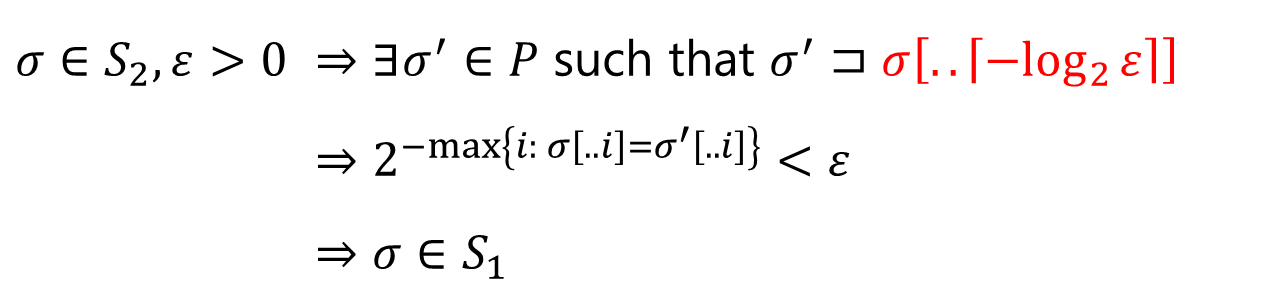 σ ∈ S₂, ε > 0 ⇒ ∃σ′ ∈ P such that σ′ ⊐ σ[..⌈−log₂ ε⌉]
⇒ 2^{−max{i: σ[..i]=σ′[..i]}} < ε
⇒ σ ∈ S₁